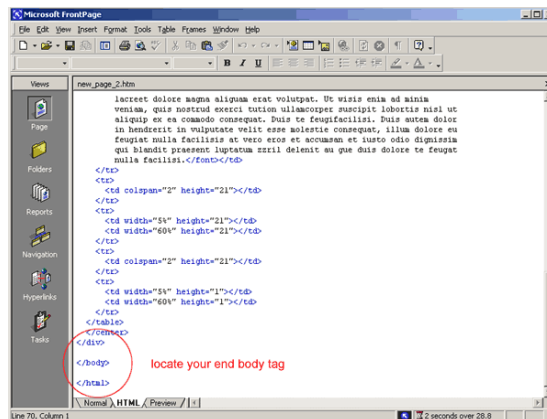 Microsoft FrontPage
File Edit View Insert Format Tools Table Frames Window Help
B I U
Views
new_page_2.htm
Page
Folders
Reports
Navigation
Hyperlinks
Tasks
lacreet dolore magna aliguam erat volutpat. Ut wisis enim ad minim
veniam, quis nostrud exerci tution ullamcorper suscipit lobortis nisl ut
aliquip ex ea commodo consequat. Duis te feugifacilisi. Duis autem dolor
in hendrerit in vulputate velit esse molestie consequat, illum dolore eu
feugiat nulla facilisis at vero eros et accumsan et iusto odio dignissim
qui blandit praesent luptatum zzril delenit au gue duis dolore te feugat
nulla facilisi.</font></td>
</tr>
<tr>
<td colspan="2" height="21"></td>
</tr>
<tr>
<td width="5%" height="21"></td>
<td width="60%" height="21"></td>
</tr>
<tr>
<td colspan="2" height="21"></td>
</tr>
<tr>
<td width="5%" height="1"></td>
<td width="60%" height="1"></td>
</tr>
</table>
</center>
</div>
</body>
locate your end body tag
</html>
Normal HTML Preview
Line 70, Column 1
2 seconds over 28.8